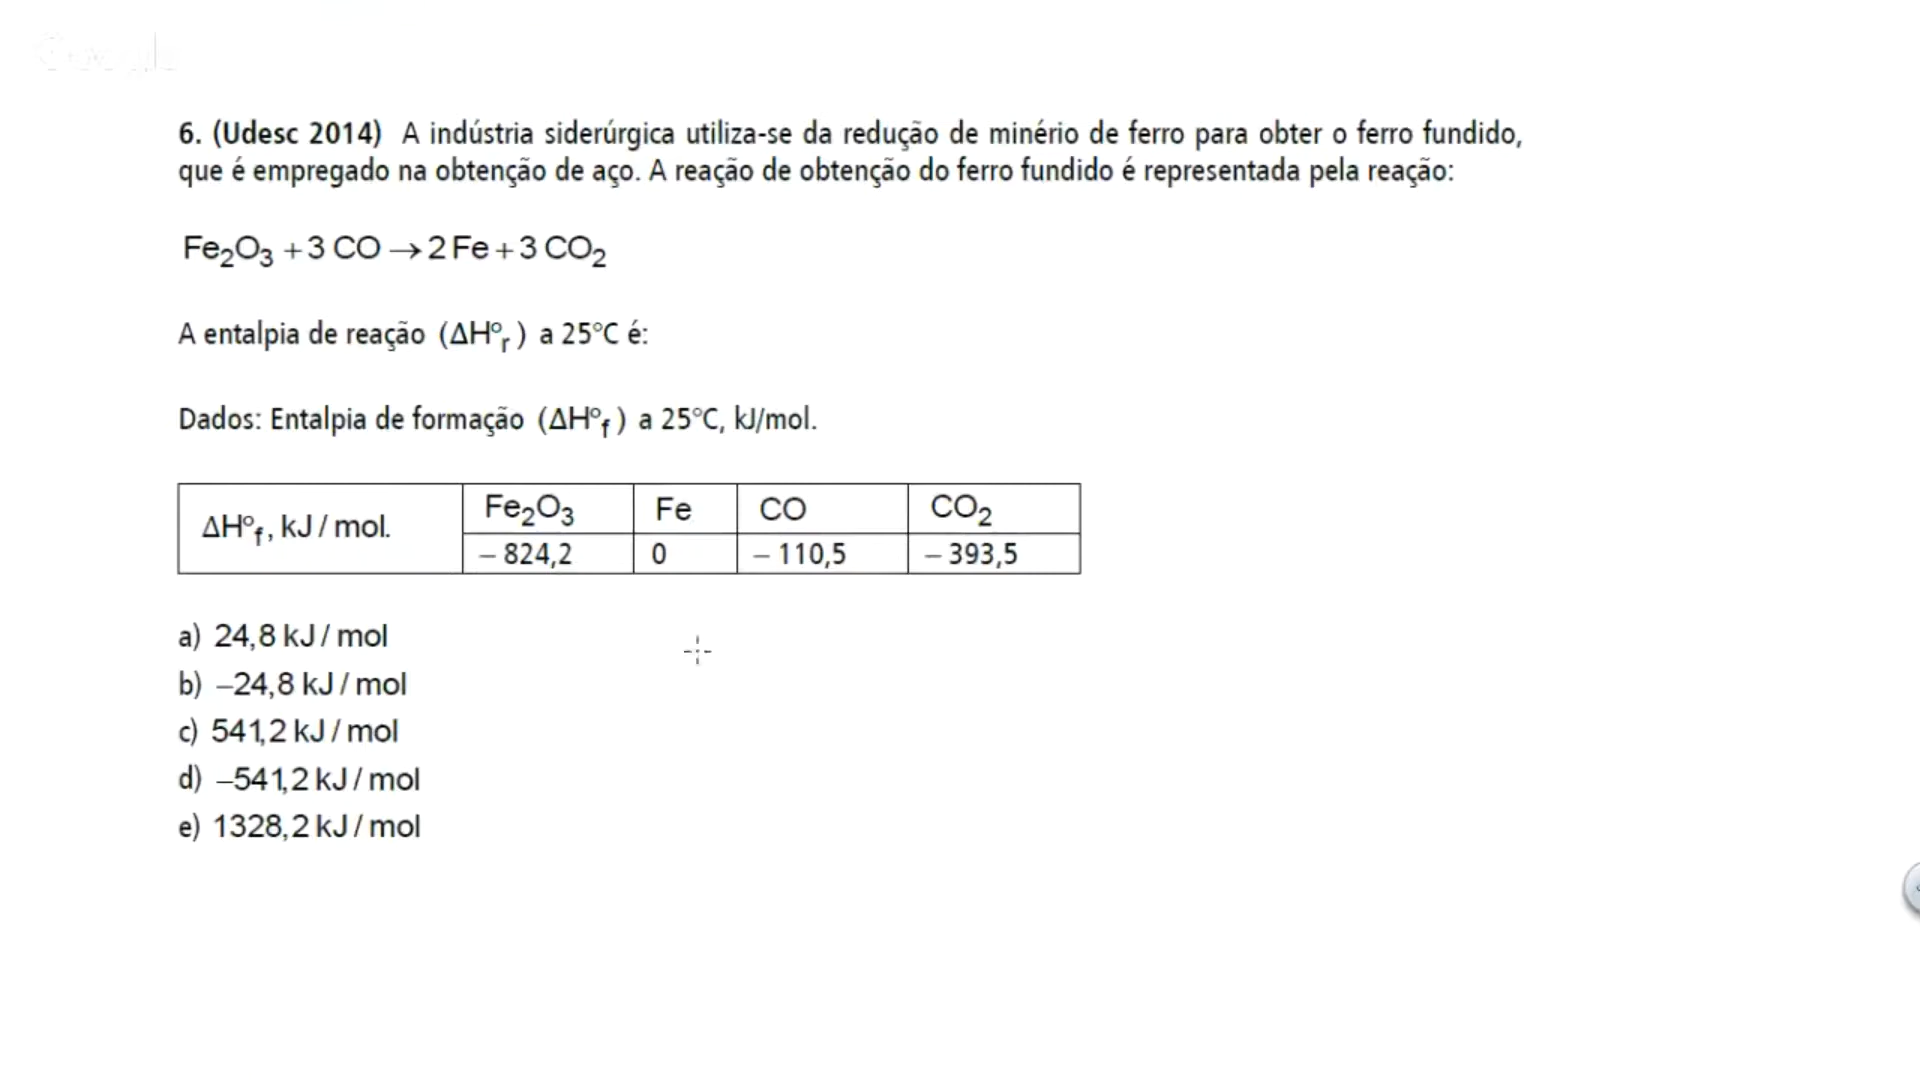 6. (Udesc 2014) A indústria siderúrgica utiliza-se da redução de minério de ferro para obter o ferro fundido,
que é empregado na obtenção de aço. A reação de obtenção do ferro fundido é representada pela reação:
Fe₂O₃ + 3 CO → 2 Fe + 3 CO₂
A entalpia de reação (ΔH°ᵣ) a 25°C é:
Dados: Entalpia de formação (ΔH°f) a 25°C, kJ/mol.
ΔH°f, kJ / mol. Fe₂O₃ Fe CO CO₂
– 824,2 0 – 110,5 – 393,5
a) 24,8 kJ / mol
b) –24,8 kJ / mol
c) 541,2 kJ / mol
d) –541,2 kJ / mol
e) 1328,2 kJ / mol